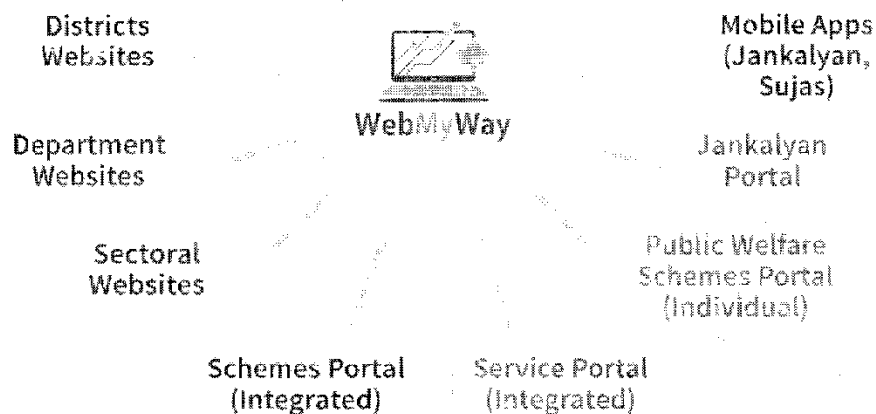 Districts
Websites
Mobile Apps
(Jankalyan,
Sujas)
WebMyWay
Department
Websites
Jankalyan
Portal
Sectoral
Websites
Public Welfare
Schemes Portal
(Individual)
Schemes Portal
(Integrated)
Service Portal
(Integrated)